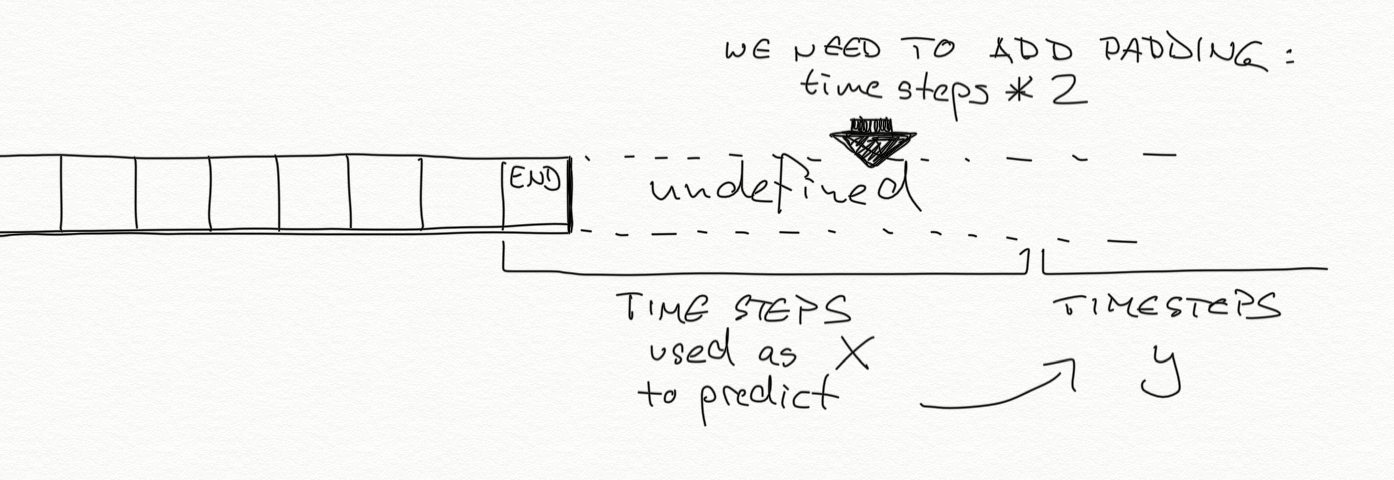 WE NEED TO ADD PADDING:
time steps * 2
END
undefined
TIME STEPS
used as X
to predict
TIMESTEPS
y